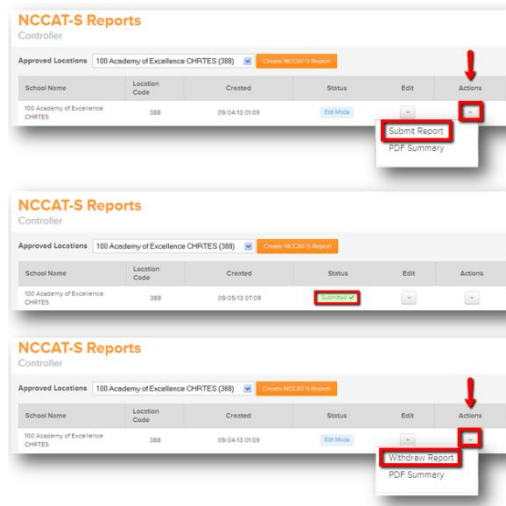 NCCAT-S Reports
Controller
Approved Locations 100 Academy of Excellence CHRTES (388) Create NCCAT-S Report
School Name Location Code Created Status Edit Actions
100 Academy of Excellence CHRTES 388 09/04/13 01:09 Edit Mode
Submit Report
PDF Summary
NCCAT-S Reports
Controller
Approved Locations 100 Academy of Excellence CHRTES (388) Create NCCAT-S Report
School Name Location Code Created Status Edit Actions
100 Academy of Excellence CHRTES 388 09/05/13 07:09 Submitted ✔
NCCAT-S Reports
Controller
Approved Locations 100 Academy of Excellence CHRTES (388) Create NCCAT-S Report
School Name Location Code Created Status Edit Actions
100 Academy of Excellence CHRTES 388 09/04/13 01:09 Edit Mode
Withdraw Report
PDF Summary